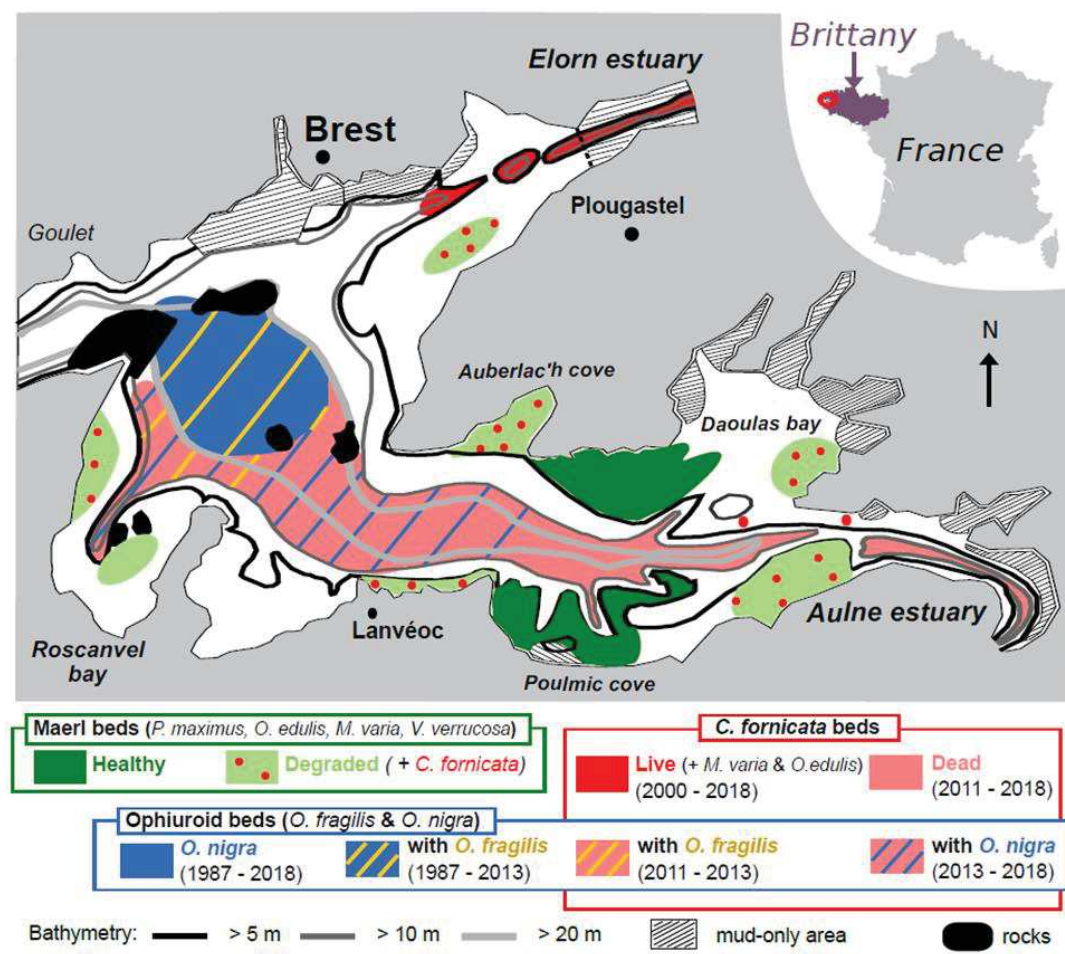 Brittany
France
Elorn estuary
Brest
Plougastel
Goulet
N
Auberlac'h cove
Daoulas bay
Aulne estuary
Lanvéoc
Roscanvel
bay
Poulmic cove
Maerl beds (P. maximus, O. edulis, M. varia, V. verrucosa)
Healthy
Degraded ( + C. fornicata)
C. fornicata beds
Live (+ M. varia & O.edulis)
(2000 - 2018)
Dead
(2011 - 2018)
Ophiuroid beds (O. fragilis & O. nigra)
O. nigra
(1987 - 2018)
with O. fragilis
(1987 - 2013)
with O. fragilis
(2011 - 2013)
with O. nigra
(2013 - 2018)
Bathymetry: > 5 m > 10 m > 20 m mud-only area rocks